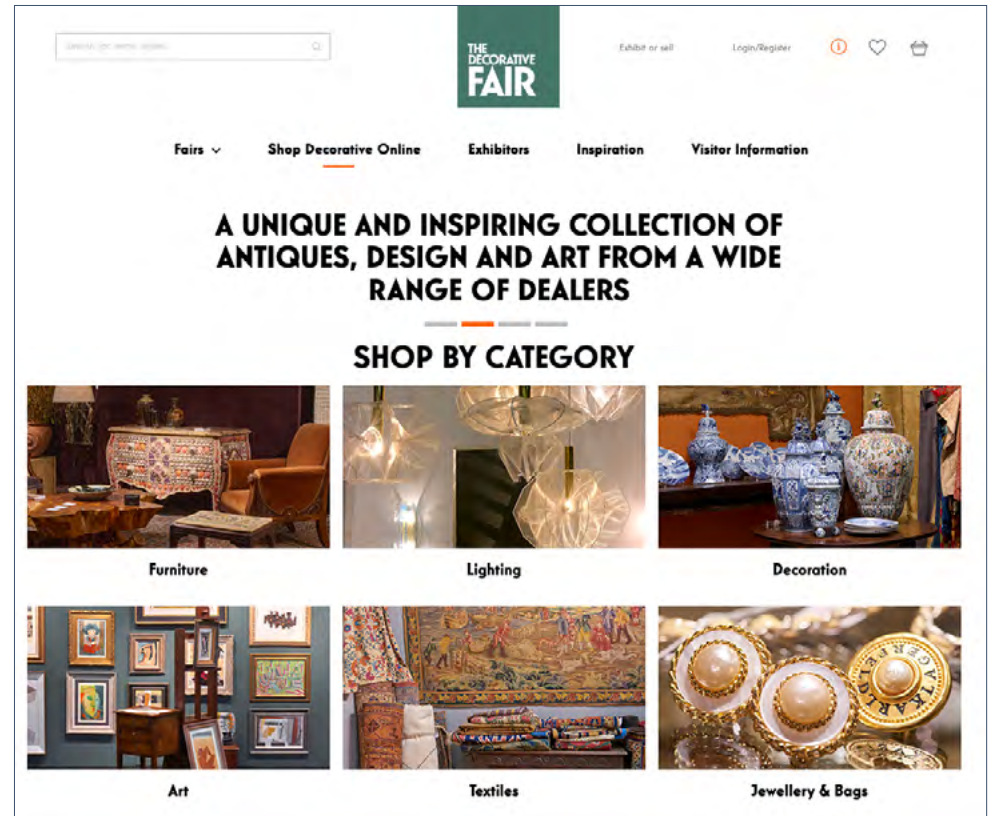 THE
DECORATIVE
FAIR
Exhibit or sell
Login/Register
Fairs
Shop Decorative Online
Exhibitors
Inspiration
Visitor Information
A UNIQUE AND INSPIRING COLLECTION OF
ANTIQUES, DESIGN AND ART FROM A WIDE
RANGE OF DEALERS
SHOP BY CATEGORY
Furniture
Lighting
Decoration
Art
Textiles
Jewellery & Bags